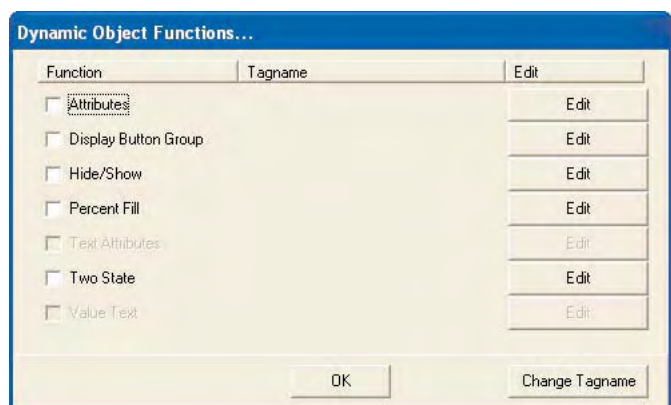 Dynamic Object Functions...
Function Tagname Edit
Attributes Edit
Display Button Group Edit
Hide/Show Edit
Percent Fill Edit
Text Attributes Edit
Two State Edit
Value Text Edit
OK Change Tagname